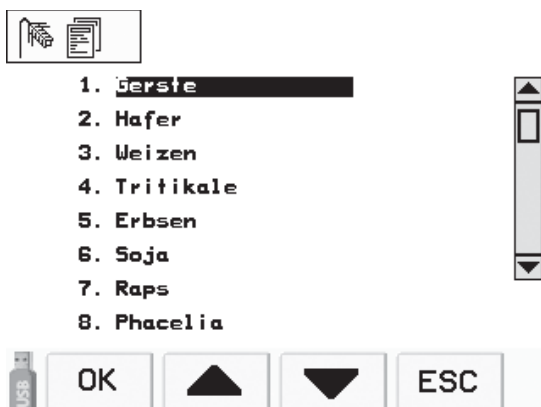 1. Gerste
2. Hafer
3. Weizen
4. Tritikale
5. Erbsen
6. Soja
7. Raps
8. Phacelia
USB OK ESC